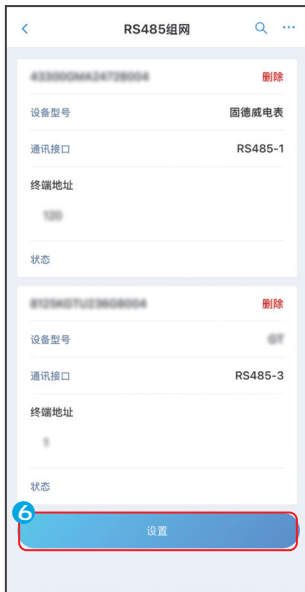 RS485组网
删除
设备型号 固德威电表
通讯接口 RS485-1
终端地址
状态
删除
设备型号
通讯接口 RS485-3
终端地址
状态
6
设置